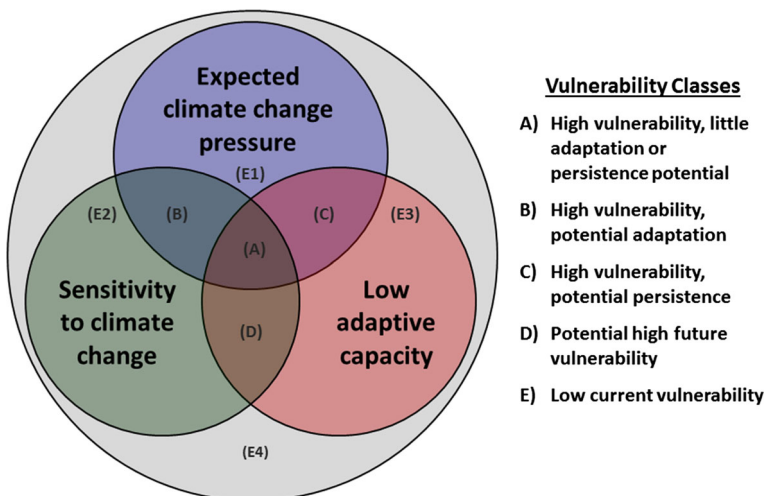 Expected
climate change
pressure
(E1)
(E2)
(B)
(C)
(E3)
(A)
Sensitivity
to climate
change
Low
adaptive
capacity
(D)
(E4)
Vulnerability Classes
A) High vulnerability, little
adaptation or
persistence potential
B) High vulnerability,
potential adaptation
C) High vulnerability,
potential persistence
D) Potential high future
vulnerability
E) Low current vulnerability